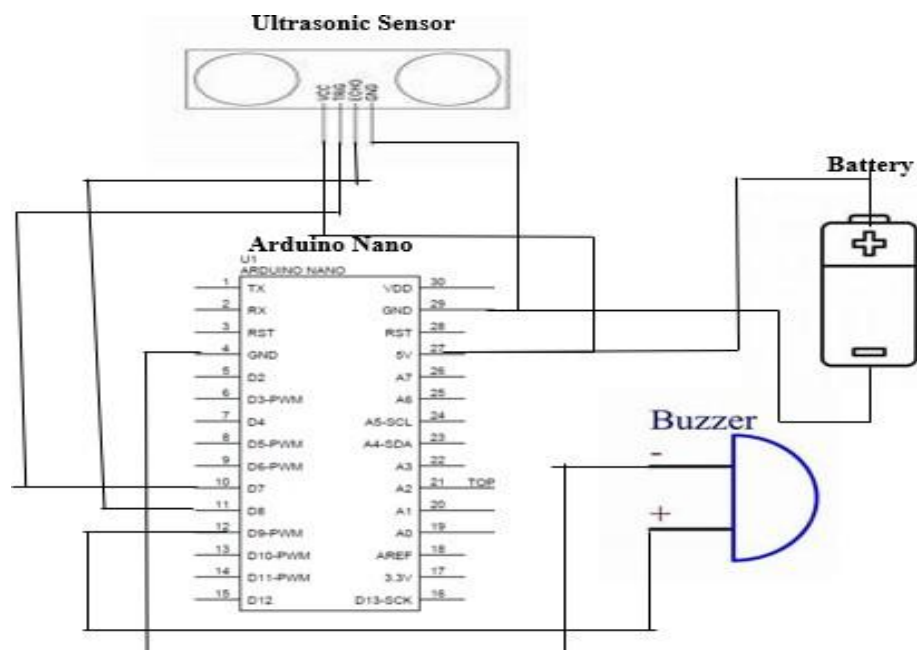 Ultrasonic Sensor
VCC
TRIG
ECHO
GND
Battery
Arduino Nano
U1
ARDUINO NANO
1 TX VDD 30
2 RX GND 29
3 RST RST 28
4 GND 5V 27
5 D2 A7 26
6 D3-PWM A6 25
7 D4 A5-SCL 24
8 D5-PWM A4-SDA 23
9 D6-PWM A3 22
10 D7 A2 21 TOP
11 D8 A1 20
12 D9-PWM A0 19
13 D10-PWM AREF 18
14 D11-PWM 3.3V 17
15 D12 D13-SCK 16
Buzzer
-
+